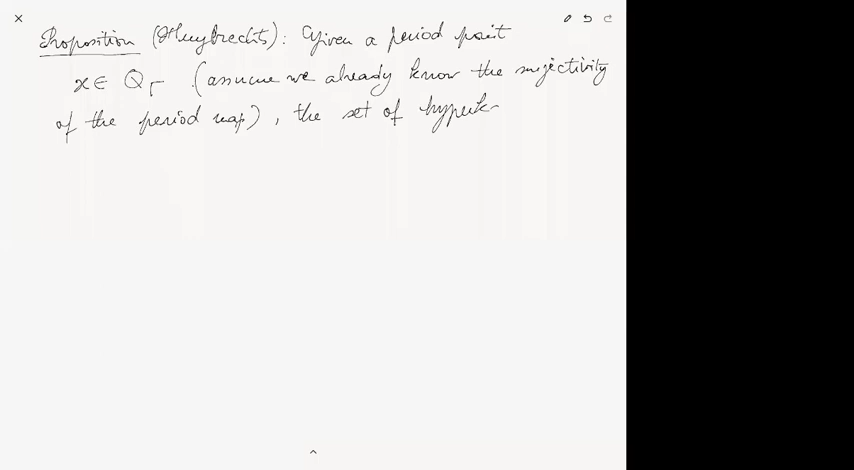 Proposition (Huybrechts): Given a period point
x ∈ Q_Γ (assume we already know the surjectivity
of the period map), the set of hyperk